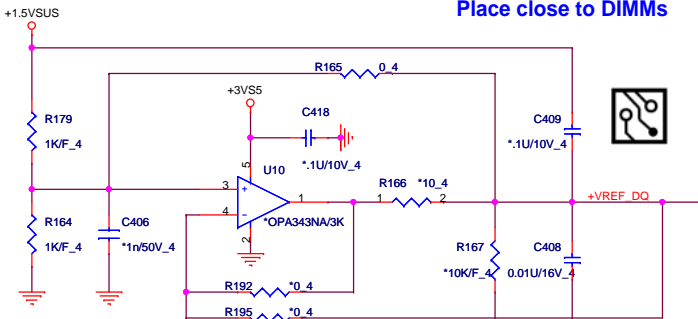 Place close to DIMMs
+1.5VSUS
R165
0_4
+3VS5
C418
*.1U/10V_4
R179
1K/F_4
C409
*.1U/10V_4
5
U10
3
+
1
R166
*10_4
1
2
+VREF_DQ
4
-
*OPA343NA/3K
2
R164
1K/F_4
C406
*1n/50V_4
R167
*10K/F_4
C408
0.01U/16V_4
R192
*0_4
R195
*0_4